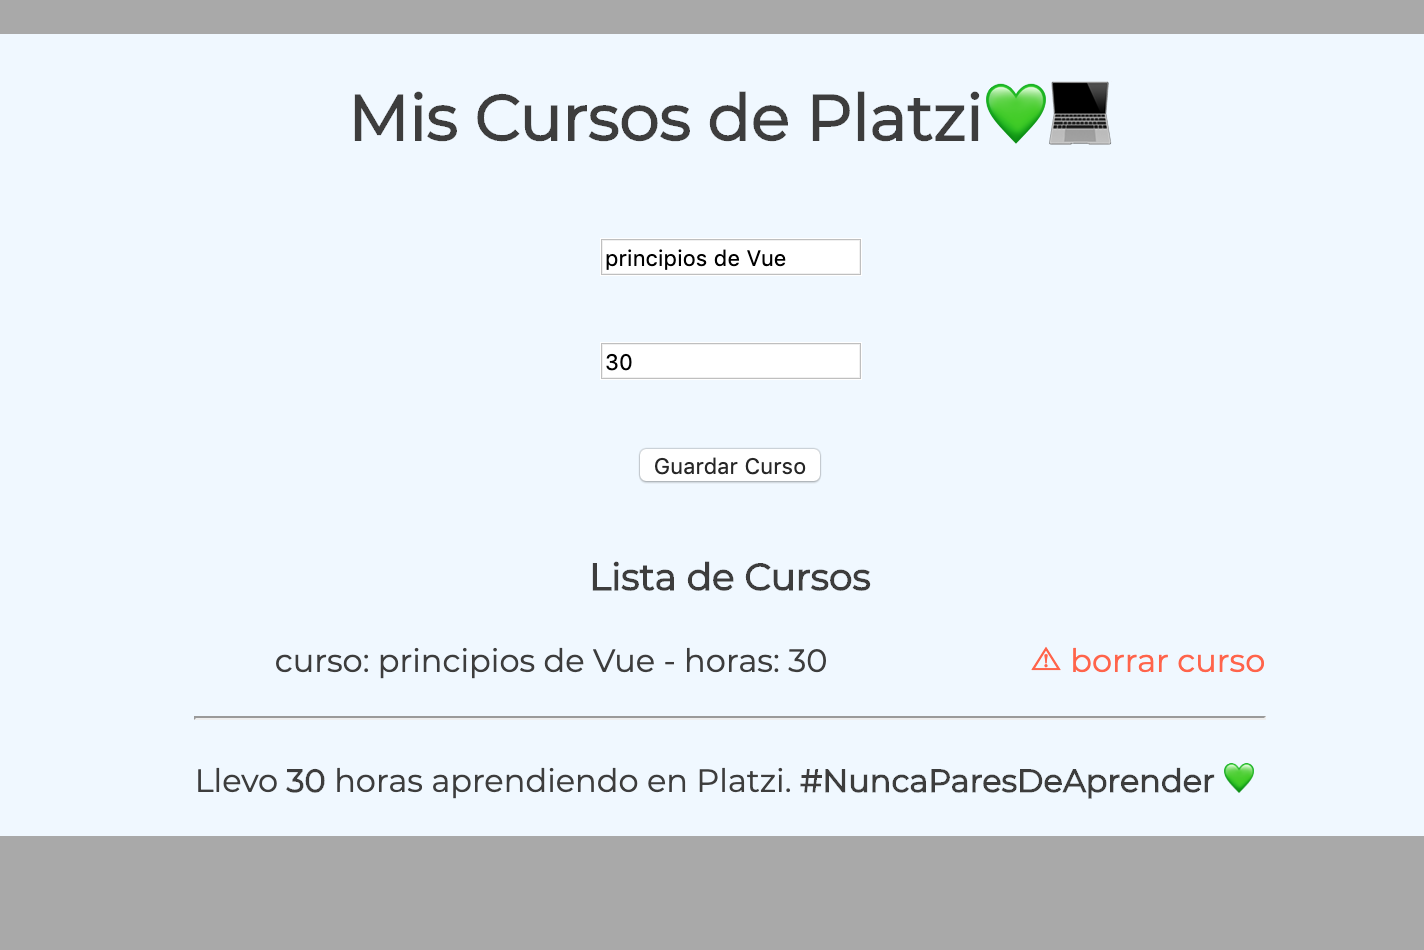 Mis Cursos de Platzi💚💻
principios de Vue
30
Guardar Curso
Lista de Cursos
curso: principios de Vue - horas: 30
⚠ borrar curso
Llevo 30 horas aprendiendo en Platzi. #NuncaParesDeAprender 💚